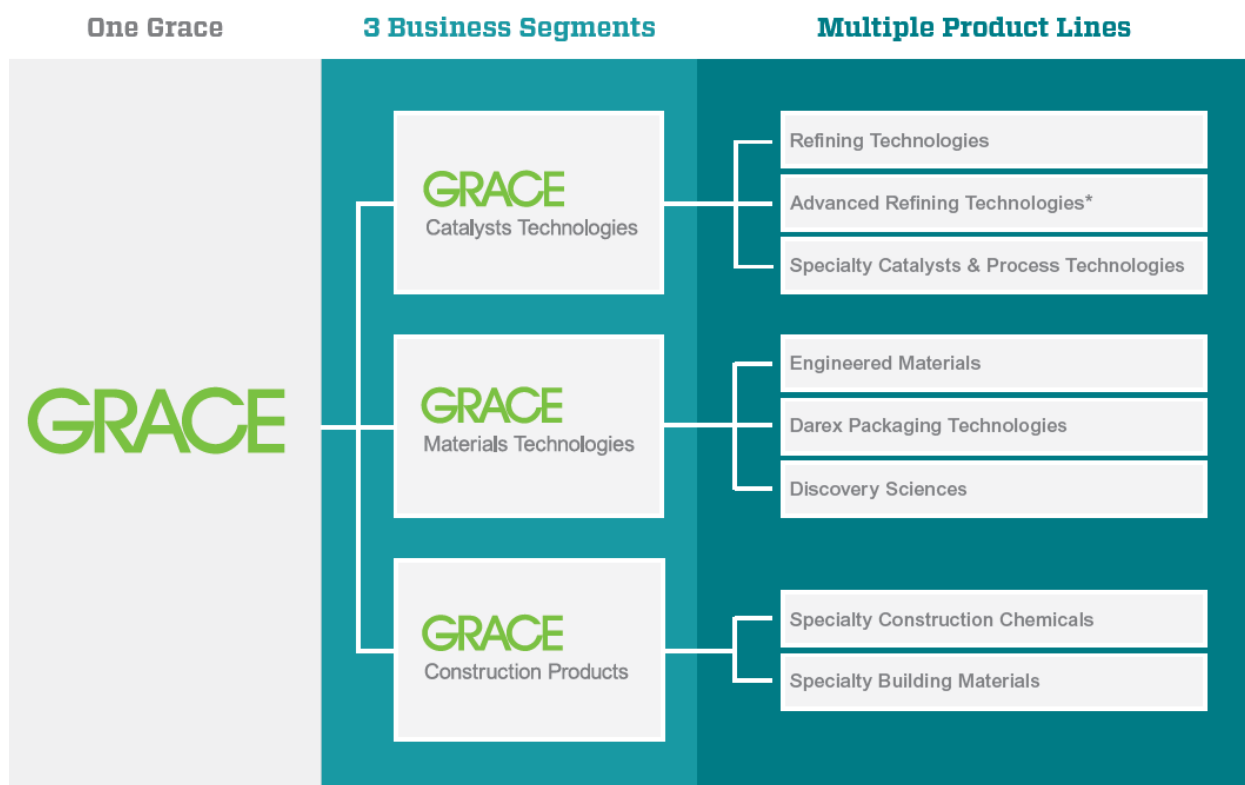 One Grace
3 Business Segments
Multiple Product Lines
GRACE
GRACE
Catalysts Technologies
Refining Technologies
Advanced Refining Technologies*
Specialty Catalysts & Process Technologies
GRACE
Materials Technologies
Engineered Materials
Darex Packaging Technologies
Discovery Sciences
GRACE
Construction Products
Specialty Construction Chemicals
Specialty Building Materials